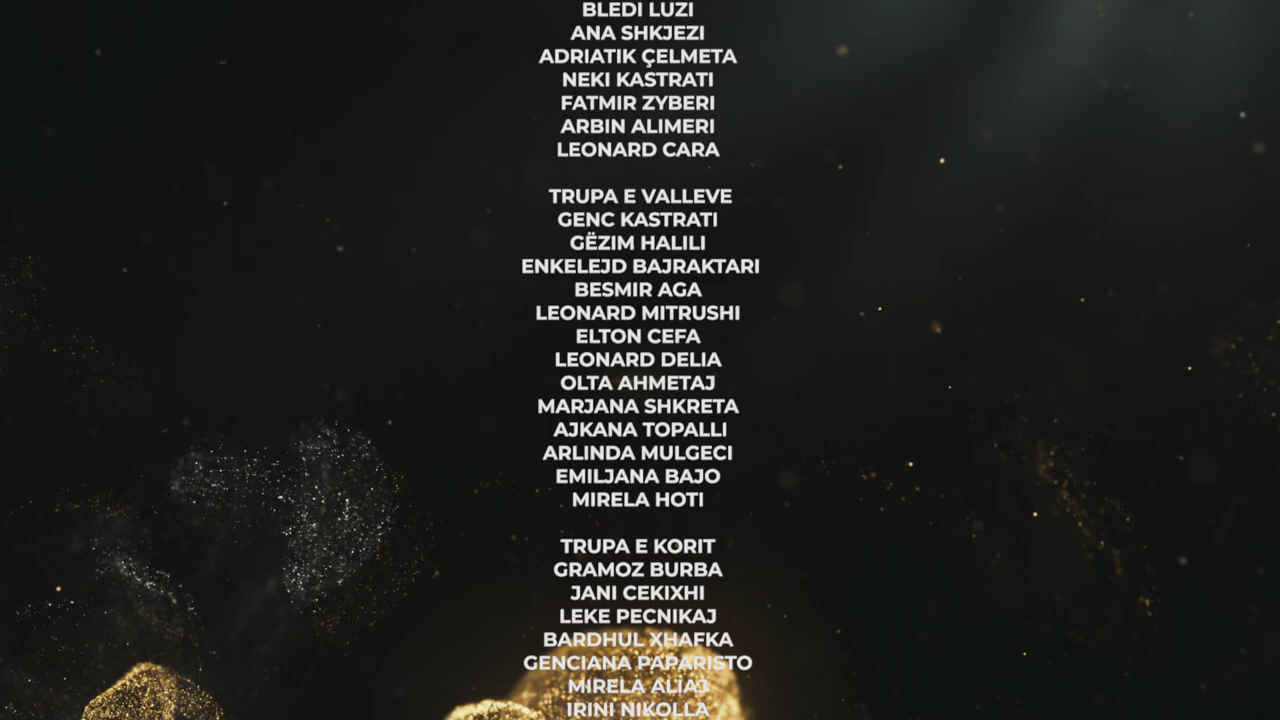 BLEDI LUZI
ANA SHKJEZI
ADRIATIK ÇELMETA
NEKI KASTRATI
FATMIR ZYBERI
ARBIN ALIMERI
LEONARD CARA
TRUPA E VALLEVE
GENC KASTRATI
GËZIM HALILI
ENKELEJD BAJRAKTARI
BESMIR AGA
LEONARD MITRUSHI
ELTON CEFA
LEONARD DELIA
OLTA AHMETAJ
MARJANA SHKRETA
AJKANA TOPALLI
ARLINDA MULGECI
EMILJANA BAJO
MIRELA HOTI
TRUPA E KORIT
GRAMOZ BURBA
JANI CEKIXHI
LEKE PECNIKAJ
BARDHUL XHAFKA
GENCIANA PAPARISTO
MIRELA ALIAJ
IRINI NIKOLLA